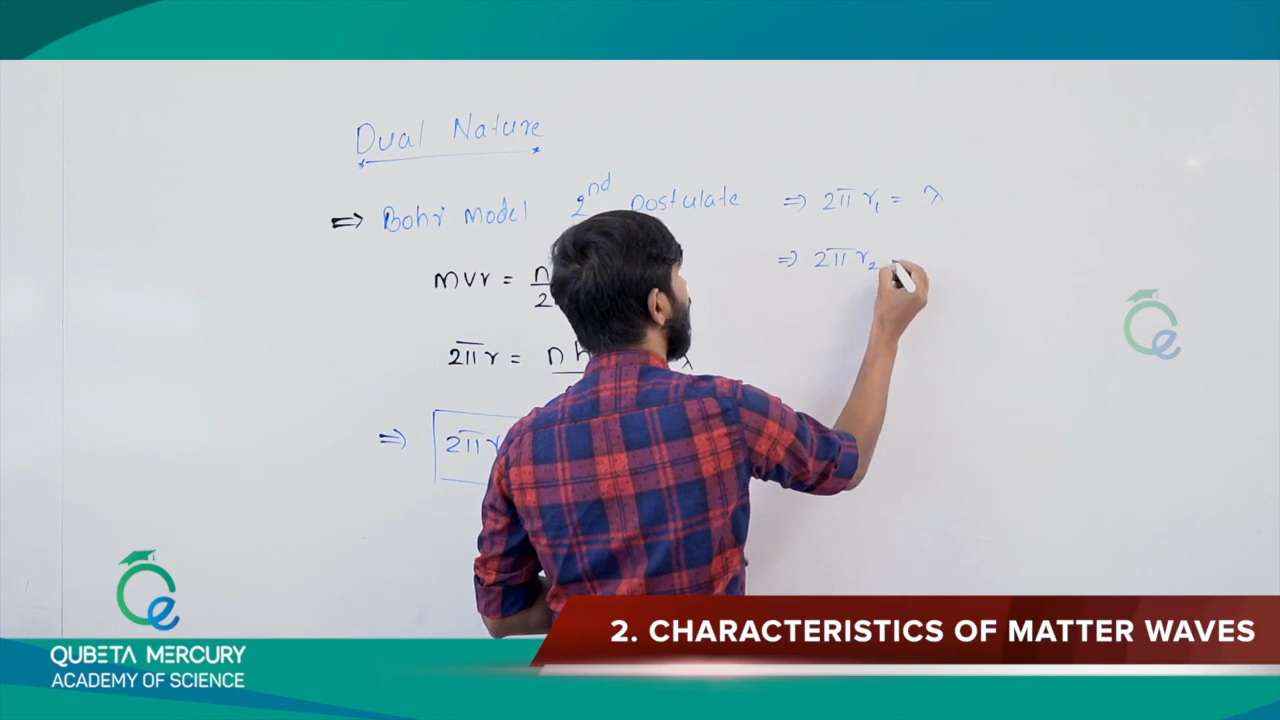 Dual Nature
⇒ Bohr model 2nd postulate
mvr = n
2
2π r = n h
λ
⇒ 2π r
⇒ 2π r₁ = λ
⇒ 2π r₂ =
e
e
QUBETA MERCURY
ACADEMY OF SCIENCE
2. CHARACTERISTICS OF MATTER WAVES